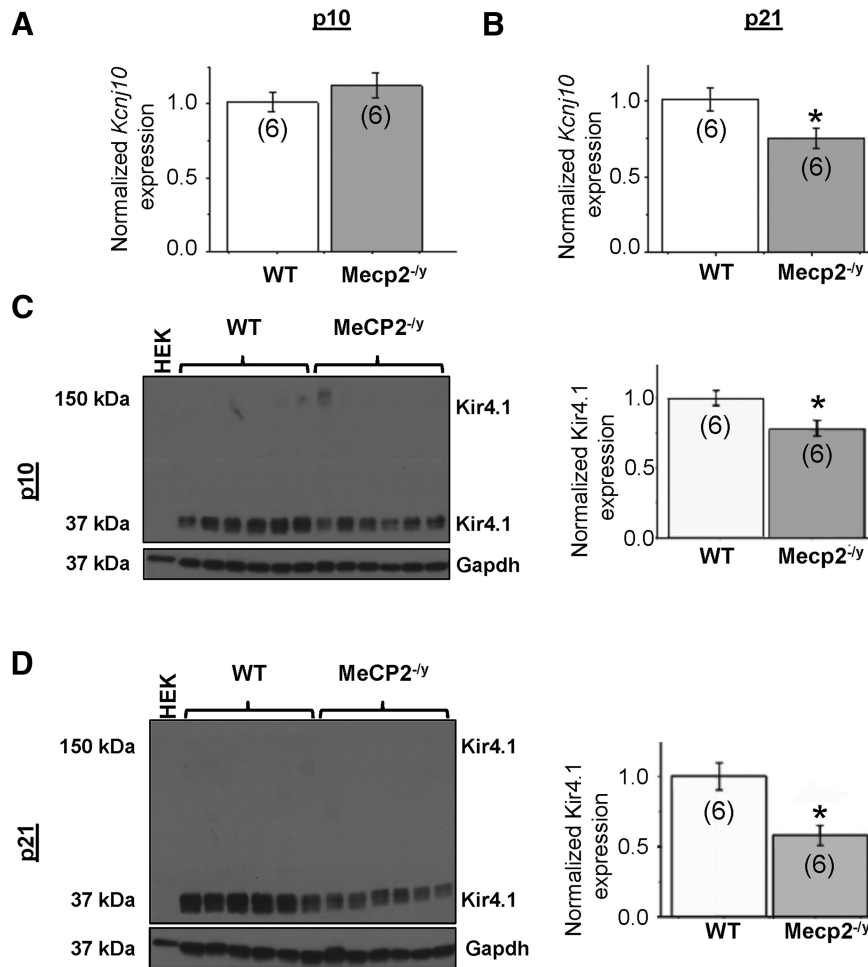 A
p10
Normalized Kcnj10
expression
1.0
0.5
0.0
(6)
(6)
WT
Mecp2-/y
B
p21
Normalized Kcnj10
expression
1.0
0.5
0.0
(6)
*
(6)
WT
Mecp2-/y
C
p10
HEK
WT
MeCP2-/y
150 kDa
Kir4.1
37 kDa
Kir4.1
37 kDa
Gapdh
Normalized Kir4.1
expression
1.0
0.5
0.0
(6)
*
(6)
WT
Mecp2-/y
D
p21
HEK
WT
MeCP2-/y
150 kDa
Kir4.1
37 kDa
Kir4.1
37 kDa
Gapdh
Normalized Kir4.1
expression
1.0
0.5
0.0
(6)
*
(6)
WT
Mecp2-/y